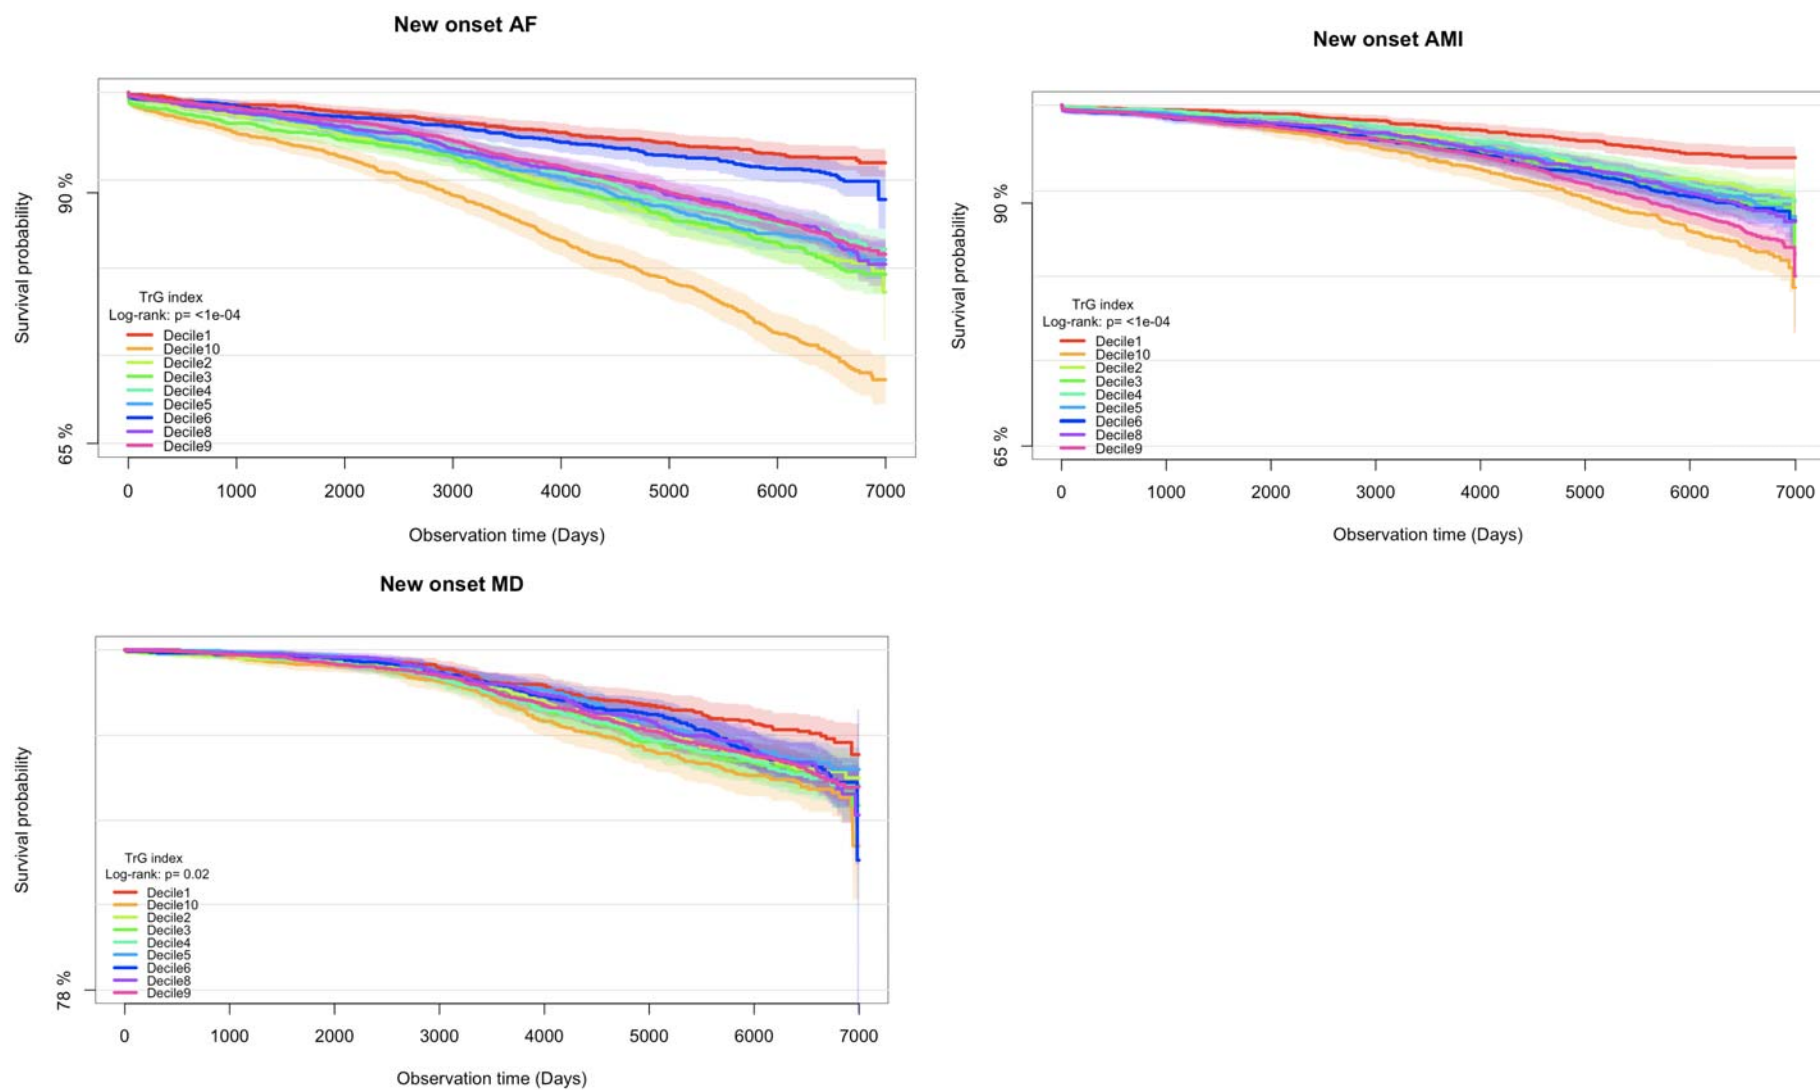 New onset AF
Survival probability
90 %
65 %
TrG index
Log-rank: p= <1e-04
Decile1
Decile10
Decile2
Decile3
Decile4
Decile5
Decile6
Decile8
Decile9
0 1000 2000 3000 4000 5000 6000 7000
Observation time (Days)
New onset AMI
Survival probability
90 %
65 %
TrG index
Log-rank: p= <1e-04
Decile1
Decile10
Decile2
Decile3
Decile4
Decile5
Decile6
Decile8
Decile9
0 1000 2000 3000 4000 5000 6000 7000
Observation time (Days)
New onset MD
Survival probability
78 %
TrG index
Log-rank: p= 0.02
Decile1
Decile10
Decile2
Decile3
Decile4
Decile5
Decile6
Decile8
Decile9
0 1000 2000 3000 4000 5000 6000 7000
Observation time (Days)